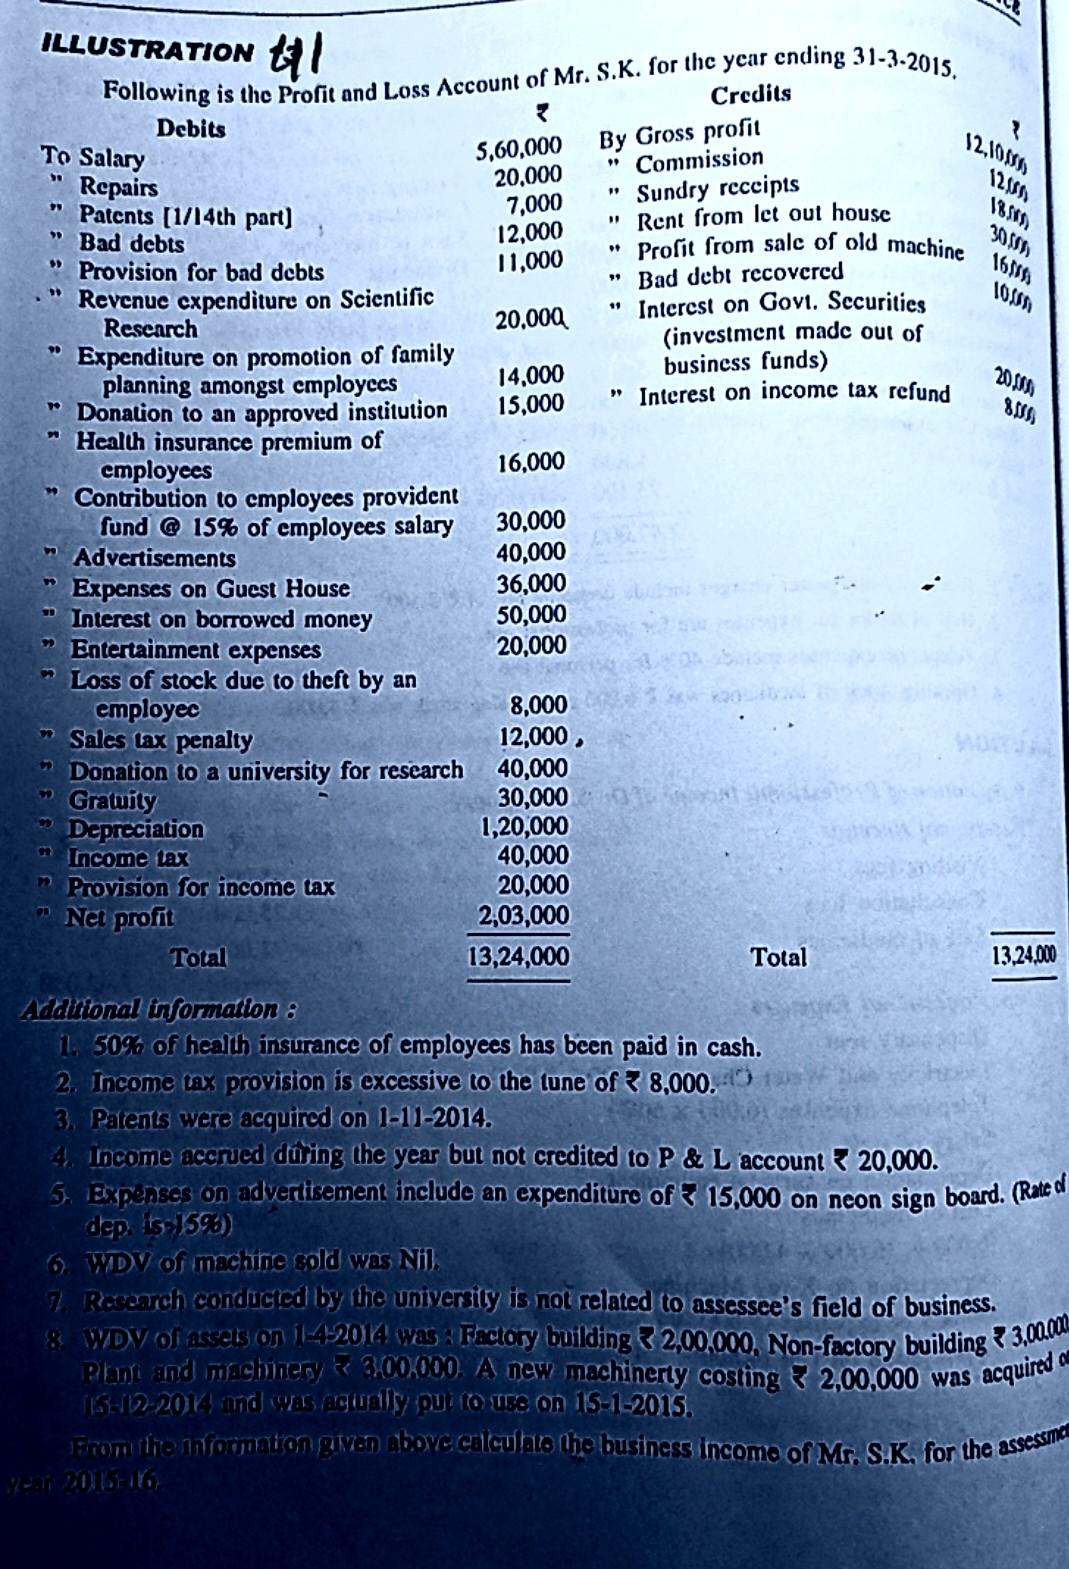 ILLUSTRATION 41
Following is the Profit and Loss Account of Mr. S.K. for the year ending 31-3-2015.
Debits ₹
To Salary 5,60,000
" Repairs 20,000
" Patents [1/14th part] 7,000
" Bad debts 12,000
" Provision for bad debts 11,000
" Revenue expenditure on Scientific
Research 20,000
" Expenditure on promotion of family
planning amongst employees 14,000
" Donation to an approved institution 15,000
" Health insurance premium of
employees 16,000
" Contribution to employees provident
fund @ 15% of employees salary 30,000
" Advertisements 40,000
" Expenses on Guest House 36,000
" Interest on borrowed money 50,000
" Entertainment expenses 20,000
" Loss of stock due to theft by an
employee 8,000
" Sales tax penalty 12,000
" Donation to a university for research 40,000
" Gratuity 30,000
" Depreciation 1,20,000
" Income tax 40,000
" Provision for income tax 20,000
" Net profit 2,03,000
Total 13,24,000
Credits ₹
By Gross profit 12,10,000
" Commission 12,000
" Sundry receipts 18,000
" Rent from let out house 30,000
" Profit from sale of old machine 16,000
" Bad debt recovered 10,000
" Interest on Govt. Securities
(investment made out of
business funds) 20,000
" Interest on income tax refund 8,000
Total 13,24,000
Additional information :
1. 50% of health insurance of employees has been paid in cash.
2. Income tax provision is excessive to the tune of ₹ 8,000.
3. Patents were acquired on 1-11-2014.
4. Income accrued during the year but not credited to P & L account ₹ 20,000.
5. Expenses on advertisement include an expenditure of ₹ 15,000 on neon sign board. (Rate of
dep. is 15%)
6. WDV of machine sold was Nil.
7. Research conducted by the university is not related to assessee's field of business.
8. WDV of assets on 1-4-2014 was : Factory building ₹ 2,00,000, Non-factory building ₹ 3,00,000
Plant and machinery ₹ 3,00,000. A new machinerty costing ₹ 2,00,000 was acquired
15-12-2014 and was actually put to use on 15-1-2015.
From the information given above calculate the business income of Mr. S.K. for the
year 2015-16.